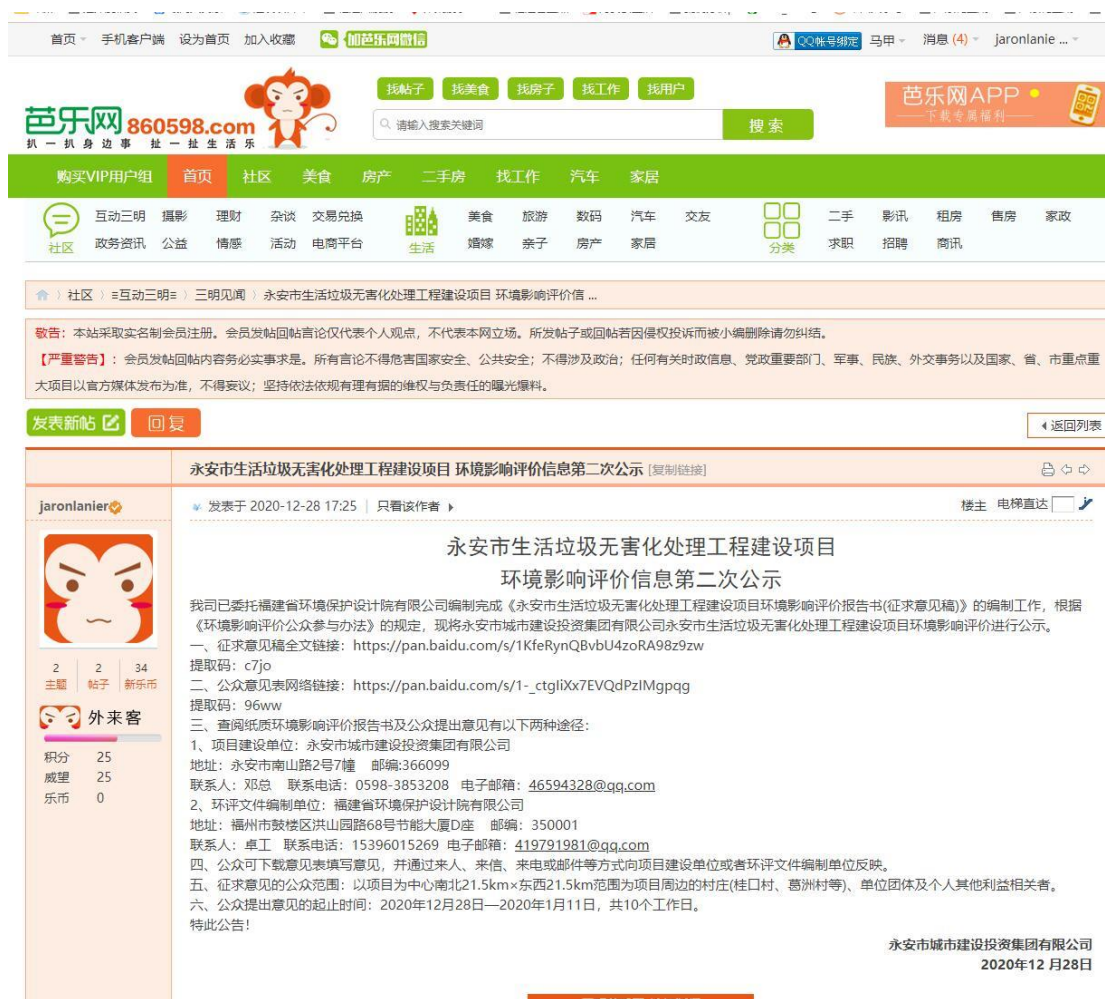 首页 手机客户端 设为首页 加入收藏 加芭乐网微信 QQ帐号绑定 马甲 消息 (4) jaronlanie ...
找帖子 找美食 找房子 找工作 找用户
芭乐网 860598.com
扒一扒身边事 扯一扯生活乐
请输入搜索关键词 搜索
芭乐网APP
下载专属福利
购买VIP用户组 首页 社区 美食 房产 二手房 找工作 汽车 家居
社区 互动三明 摄影 理财 杂谈 交易兑换
政务资讯 公益 情感 活动 电商平台
生活 美食 旅游 数码 汽车 交友
婚嫁 亲子 房产 家居
分类 二手 影讯 租房 售房 家政
求职 招聘 商讯
社区 〉 ≡互动三明≡ 〉 三明见闻 〉 永安市生活垃圾无害化处理工程建设项目 环境影响评价信 ...
敬告：本站采取实名制会员注册。会员发帖回帖言论仅代表个人观点，不代表本网立场。所发帖子或回帖若因侵权投诉而被小编删除请勿纠结。
【严重警告】：会员发帖回帖内容务必实事求是。所有言论不得危害国家安全、公共安全；不得涉及政治；任何有关时政信息、党政重要部门、军事、民族、外交事务以及国家、省、市重点重
大项目以官方媒体发布为准，不得妄议；坚持依法依规有理有据的维权与负责任的曝光爆料。
发表新帖 回复 返回列表
永安市生活垃圾无害化处理工程建设项目 环境影响评价信息第二次公示 [复制链接]
jaronlanier
发表于 2020-12-28 17:25 | 只看该作者
楼主 电梯直达
2 2 34
主题 帖子 新乐币
外来客
积分 25
威望 25
乐币 0
永安市生活垃圾无害化处理工程建设项目
环境影响评价信息第二次公示
我司已委托福建省环境保护设计院有限公司编制完成《永安市生活垃圾无害化处理工程建设项目环境影响评价报告书(征求意见稿)》的编制工作，根据
《环境影响评价公众参与办法》的规定，现将永安市城市建设投资集团有限公司永安市生活垃圾无害化处理工程建设项目环境影响评价进行公示。
一、征求意见稿全文链接：https://pan.baidu.com/s/1KfeRynQBvbU4zoRA98z9zw
提取码：c7jo
二、公众意见表网络链接：https://pan.baidu.com/s/1-_ctgIiXx7EVQdPzIMgpqg
提取码：96ww
三、查阅纸质环境影响评价报告书及公众提出意见有以下两种途径：
1、项目建设单位：永安市城市建设投资集团有限公司
地址：永安市南山路2号7幢 邮编:366099
联系人：邓总 联系电话：0598-3853208 电子邮箱：46594328@qq.com
2、环评文件编制单位：福建省环境保护设计院有限公司
地址：福州市鼓楼区洪山园路68号节能大厦D座 邮编：350001
联系人：卓工 联系电话：15396015269 电子邮箱：419791981@qq.com
四、公众可下载意见表填写意见，并通过来人、来信、来电或邮件等方式向项目建设单位或者环评文件编制单位反映。
五、征求意见的公众范围：以项目为中心南北21.5km×东西21.5km范围为项目周边的村庄(桂口村、葛洲村等)、单位团体及个人其他利益相关者。
六、公众提出意见的起止时间：2020年12月28日—2020年1月11日，共10个工作日。
特此公告！
永安市城市建设投资集团有限公司
2020年12 月28日